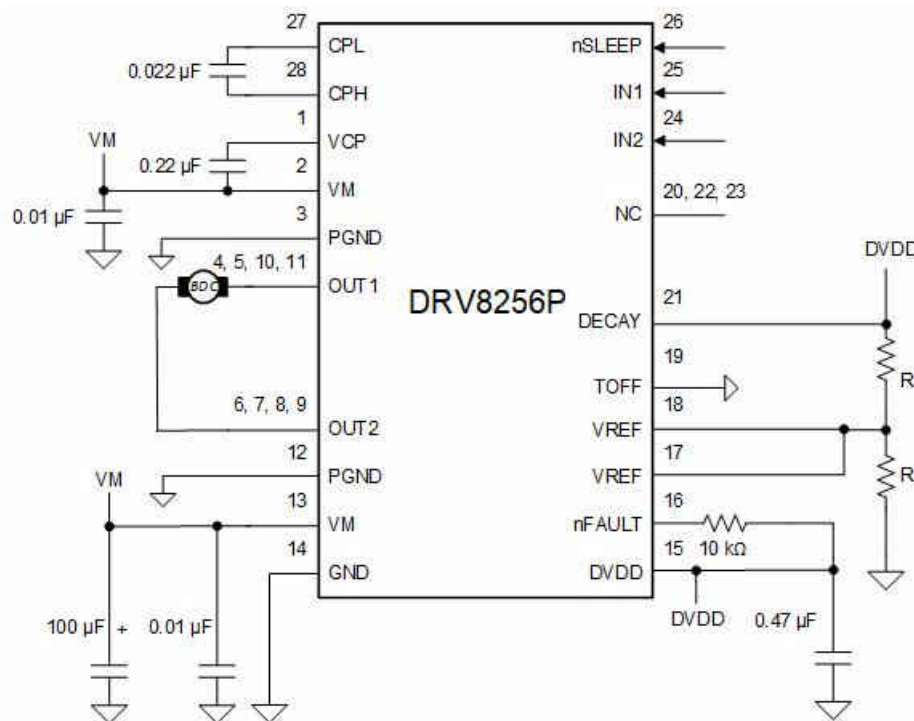 27
CPL
0.022 µF
28
CPH
1
VCP
VM
0.22 µF
2
VM
0.01 µF
3
PGND
4, 5, 10, 11
BDC
OUT1
6, 7, 8, 9
OUT2
12
PGND
VM
13
VM
14
GND
100 µF +
0.01 µF
DRV8256P
26
nSLEEP
25
IN1
24
IN2
20, 22, 23
NC
DVDD
21
DECAY
19
R
TOFF
18
VREF
17
R
VREF
16
nFAULT
10 kΩ
15
DVDD
DVDD
0.47 µF